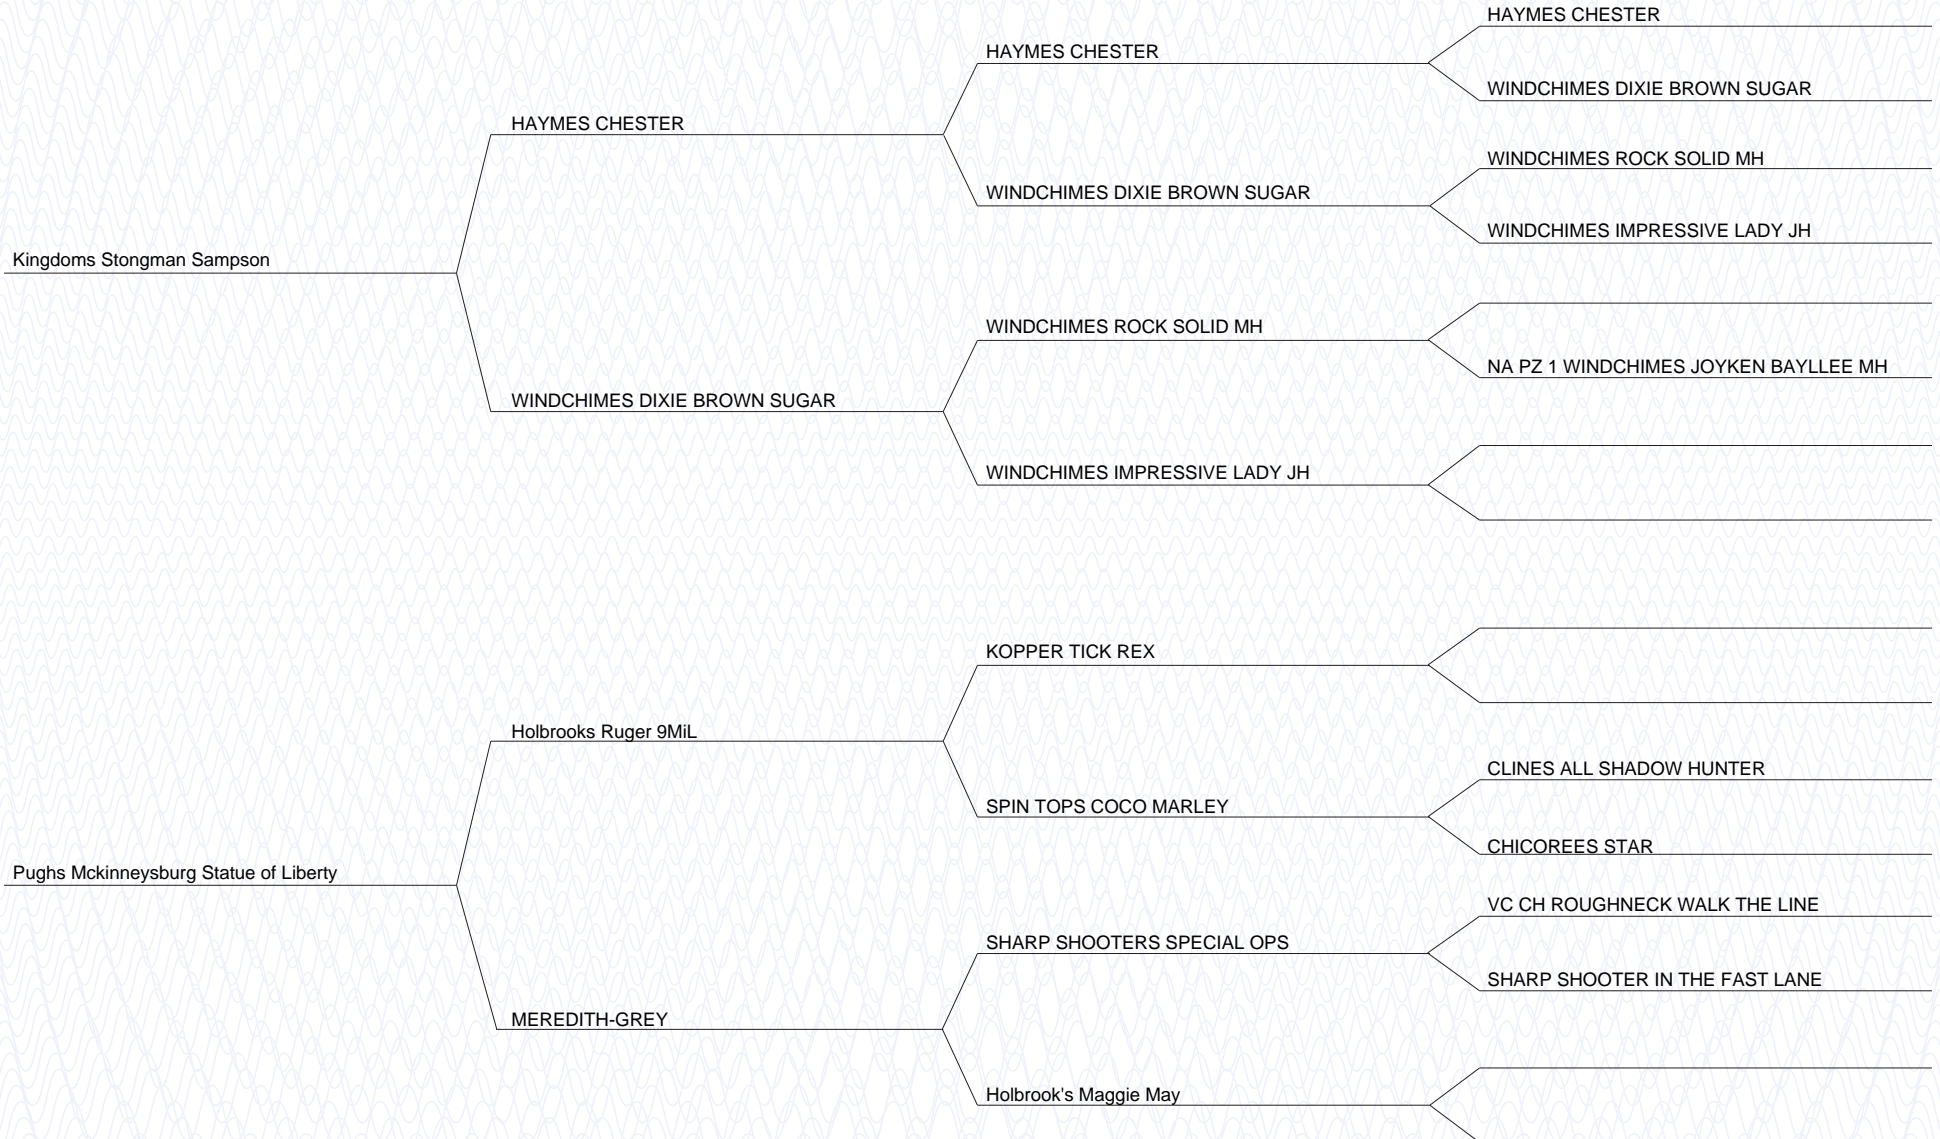 HAYMES CHESTER
HAYMES CHESTER
WINDCHIMES DIXIE BROWN SUGAR
HAYMES CHESTER
WINDCHIMES ROCK SOLID MH
WINDCHIMES DIXIE BROWN SUGAR
WINDCHIMES IMPRESSIVE LADY JH
Kingdoms Stongman Sampson
WINDCHIMES ROCK SOLID MH
NA PZ 1 WINDCHIMES JOYKEN BAYLLEE MH
WINDCHIMES DIXIE BROWN SUGAR
WINDCHIMES IMPRESSIVE LADY JH
KOPPER TICK REX
Holbrooks Ruger 9MiL
CLINES ALL SHADOW HUNTER
SPIN TOPS COCO MARLEY
CHICOREES STAR
Pughs Mckinneysburg Statue of Liberty
VC CH ROUGHNECK WALK THE LINE
SHARP SHOOTERS SPECIAL OPS
SHARP SHOOTER IN THE FAST LANE
MEREDITH-GREY
Holbrook's Maggie May